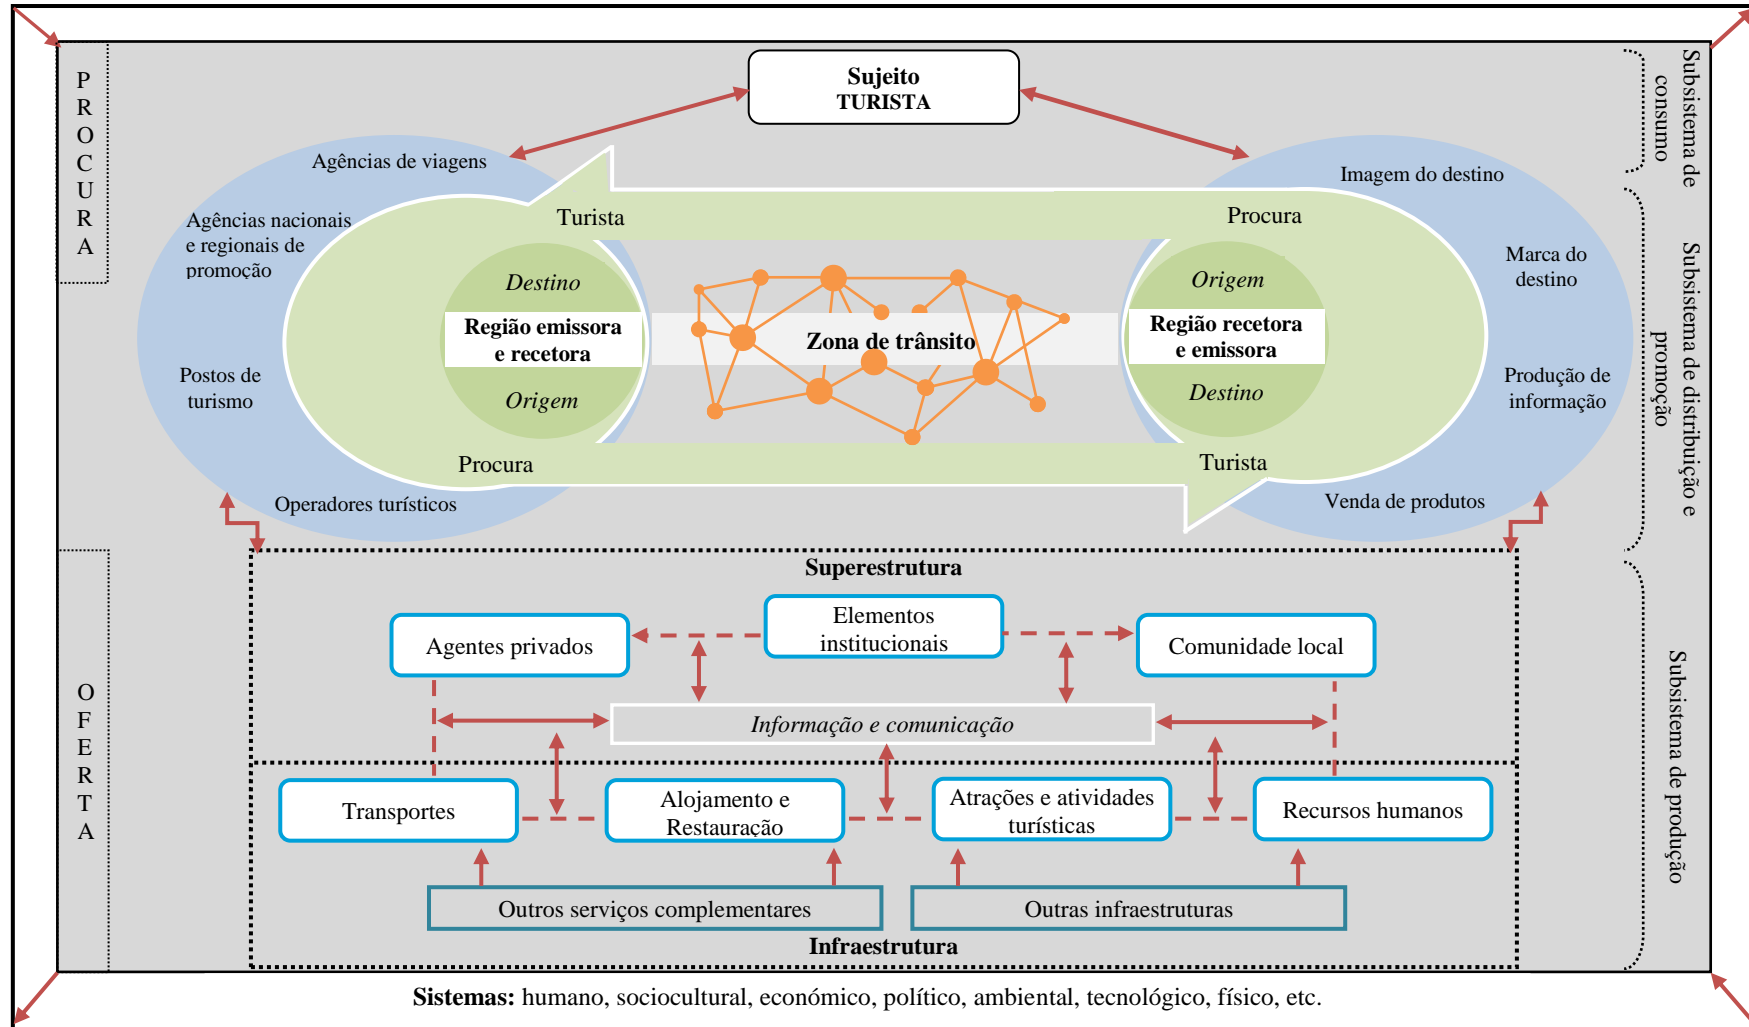 PROCURA
Sujeito
TURISTA
Subsistema de
consumo
Agências de viagens
Imagem do destino
Agências nacionais
e regionais de
promoção
Turista
Procura
Marca do
destino
Subsistema de distribuição e
promoção
Destino
Região emissora
e recetora
Origem
Zona de trânsito
Origem
Região recetora
e emissora
Destino
Postos de
turismo
Produção de
informação
Procura
Turista
Operadores turísticos
Venda de produtos
OFERTA
Superestrutura
Agentes privados
Elementos
institucionais
Comunidade local
Subsistema de produção
Informação e comunicação
Transportes
Alojamento e
Restauração
Atrações e atividades
turísticas
Recursos humanos
Outros serviços complementares
Outras infraestruturas
Infraestrutura
Sistemas: humano, sociocultural, económico, político, ambiental, tecnológico, físico, etc.